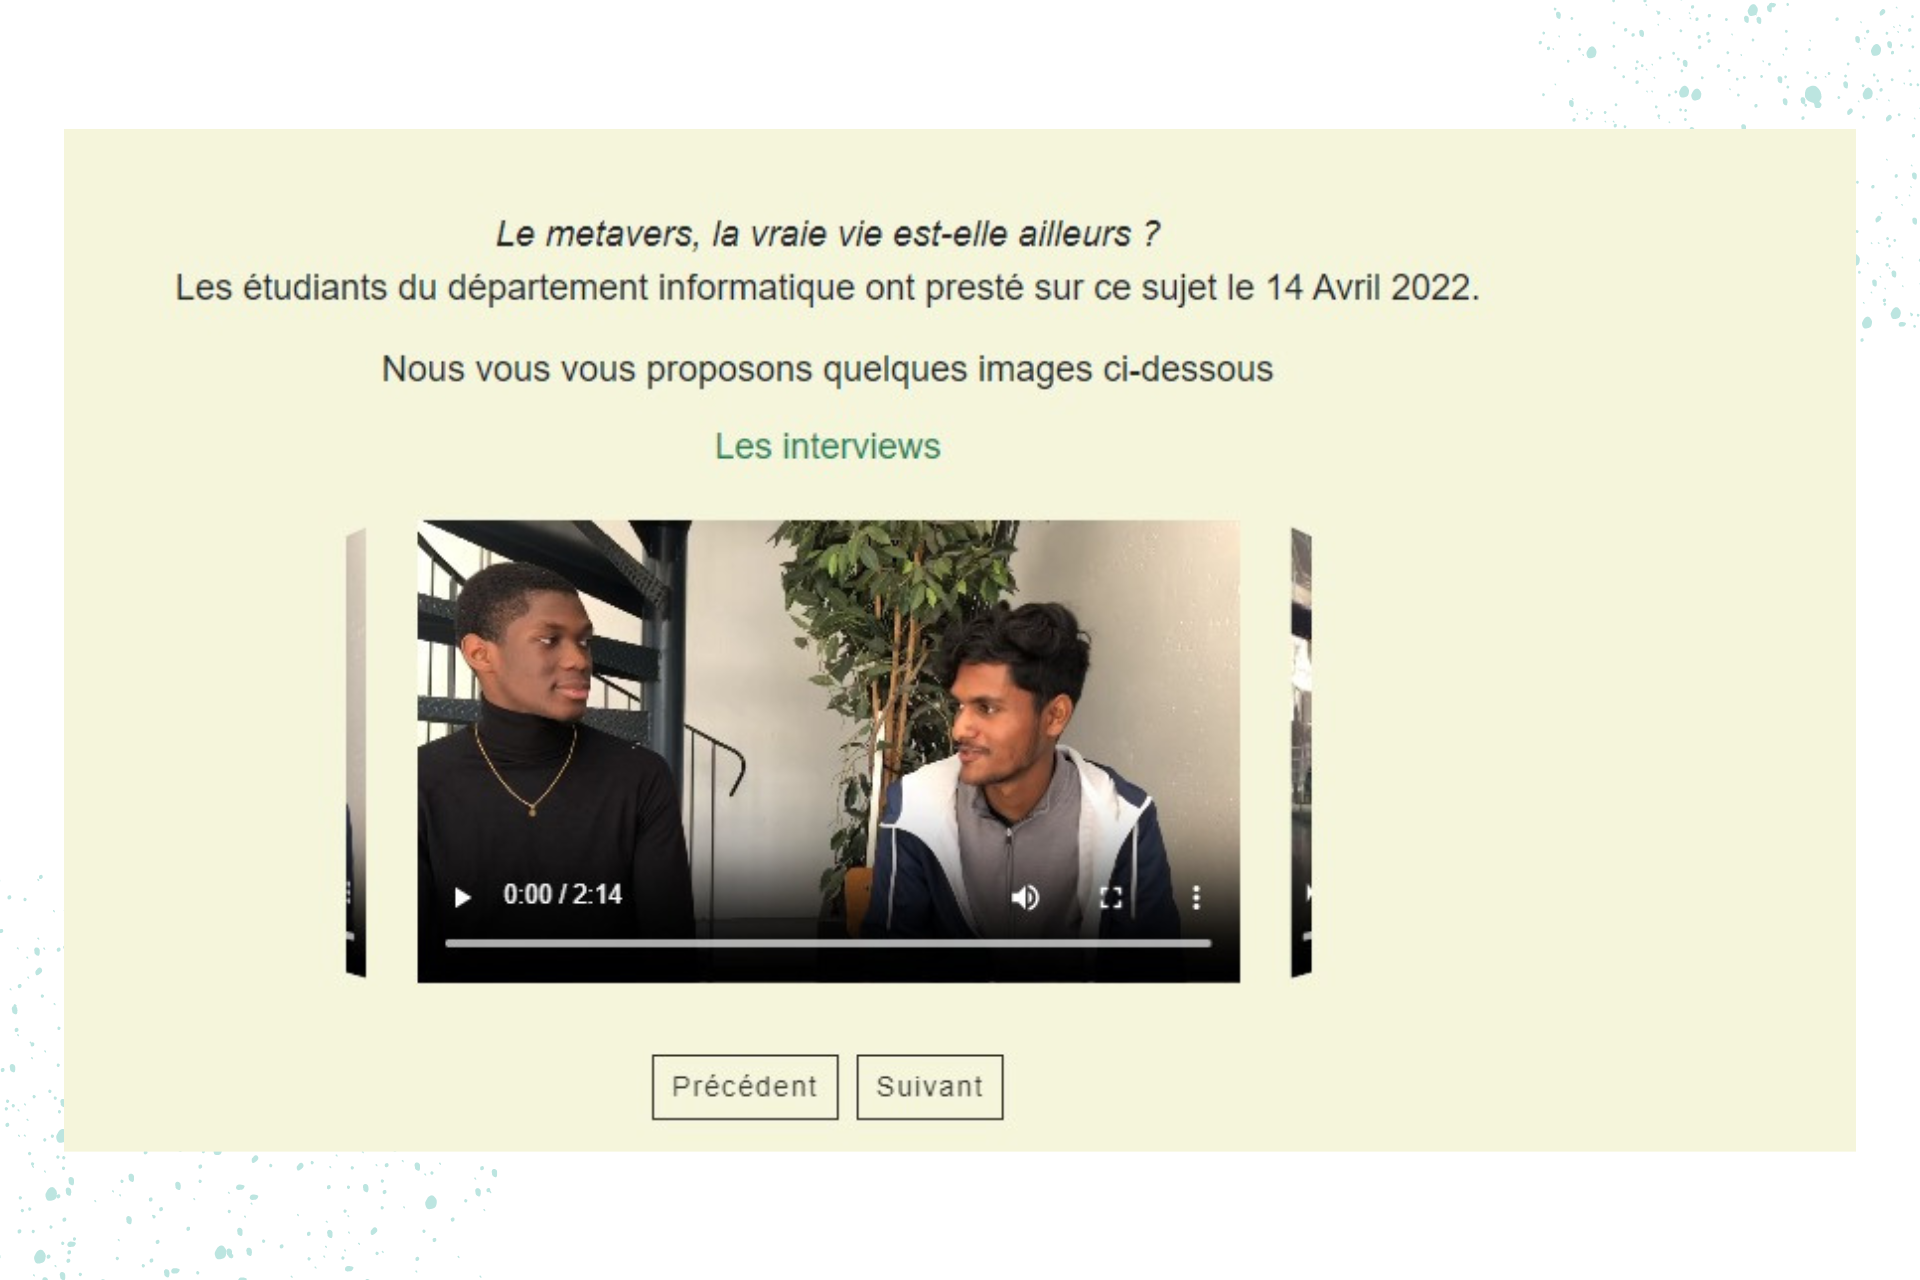 Le metavers, la vraie vie est-elle ailleurs ?
Les étudiants du département informatique ont presté sur ce sujet le 14 Avril 2022.
Nous vous vous proposons quelques images ci-dessous
Les interviews
0:00 / 2:14
Précédent
Suivant